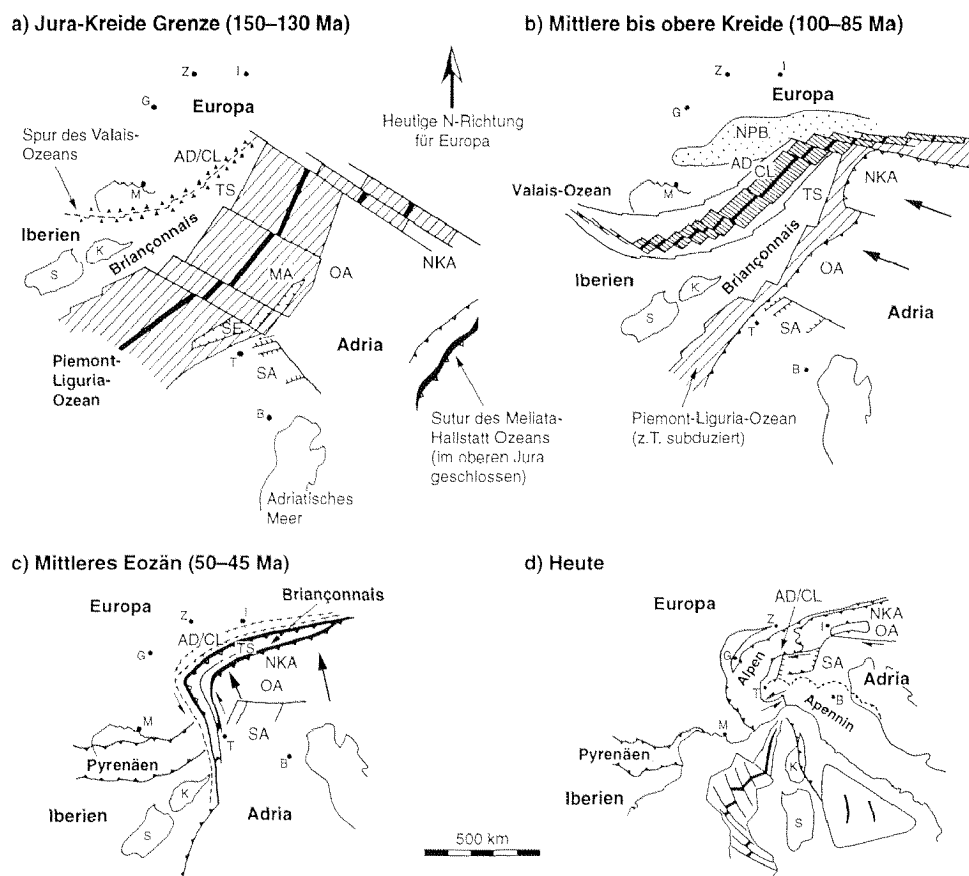 a) Jura-Kreide Grenze (150–130 Ma)
Z
I
G
Europa
Spur des Valais-
Ozeans
AD/CL
M
TS
Iberien
Briançonnais
K
S
MA
OA
NKA
SE
T
SA
Adria
Piemont-
Liguria-
Ozean
B
Adriatisches
Meer
Heutige N-Richtung
für Europa
Sutur des Meliata-
Hallstatt Ozeans
(im oberen Jura
geschlossen)
b) Mittlere bis obere Kreide (100–85 Ma)
Z
I
G
Europa
NPB
AD
CL
M
Valais-Ozean
TS
NKA
Iberien
Briançonnais
OA
K
S
Adria
T
SA
B
Piemont-Liguria-Ozean
(z.T. subduziert)
c) Mittleres Eozän (50–45 Ma)
Europa
Briançonnais
Z
I
AD/CL
TS
G
NKA
OA
M
T
SA
Pyrenäen
B
K
Iberien
S
Adria
500 km
d) Heute
AD/CL
Europa
Z
I
NKA
OA
G
Alpen
SA
T
Adria
B
Apennin
M
Pyrenäen
K
Iberien
S